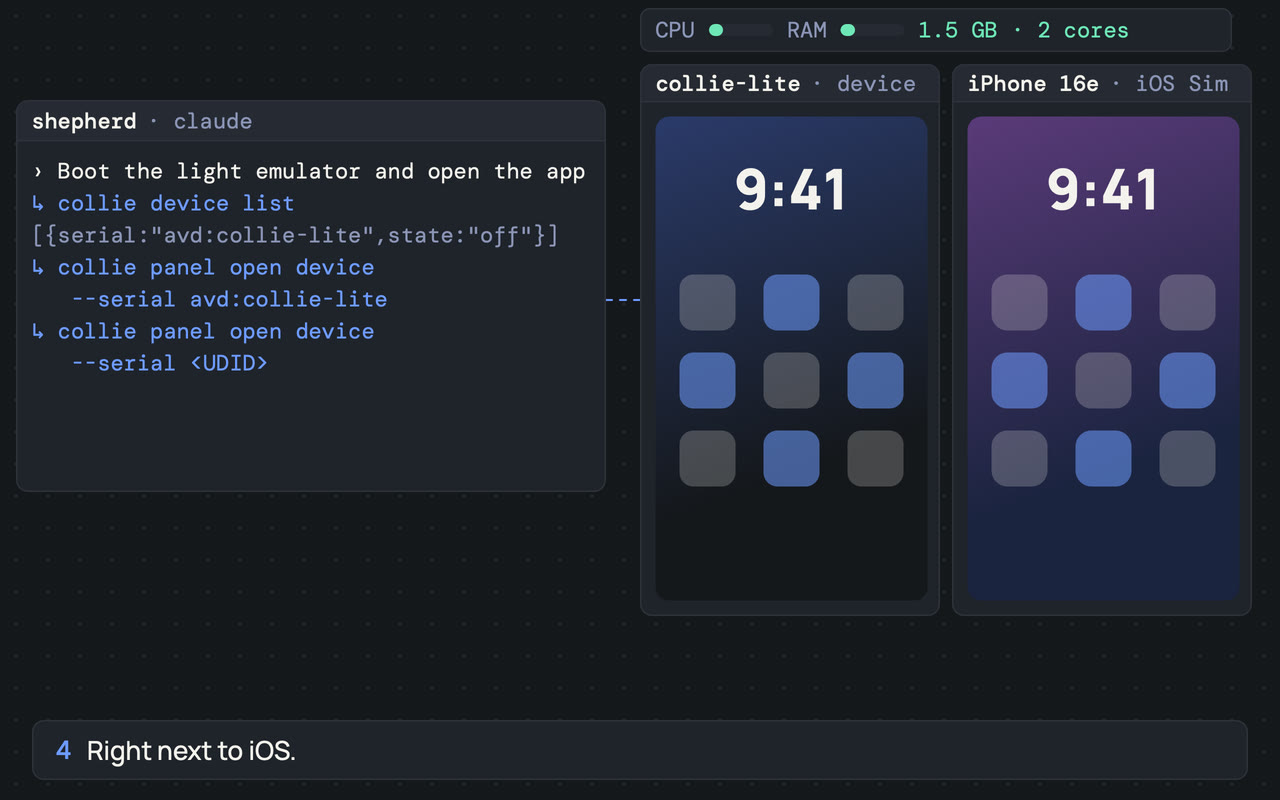 CPU RAM 1.5 GB · 2 cores
shepherd · claude
› Boot the light emulator and open the app
↳ collie device list
[{serial:"avd:collie-lite",state:"off"}]
↳ collie panel open device
--serial avd:collie-lite
↳ collie panel open device
--serial <UDID>
collie-lite · device
9:41
iPhone 16e · iOS Sim
9:41
4 Right next to iOS.